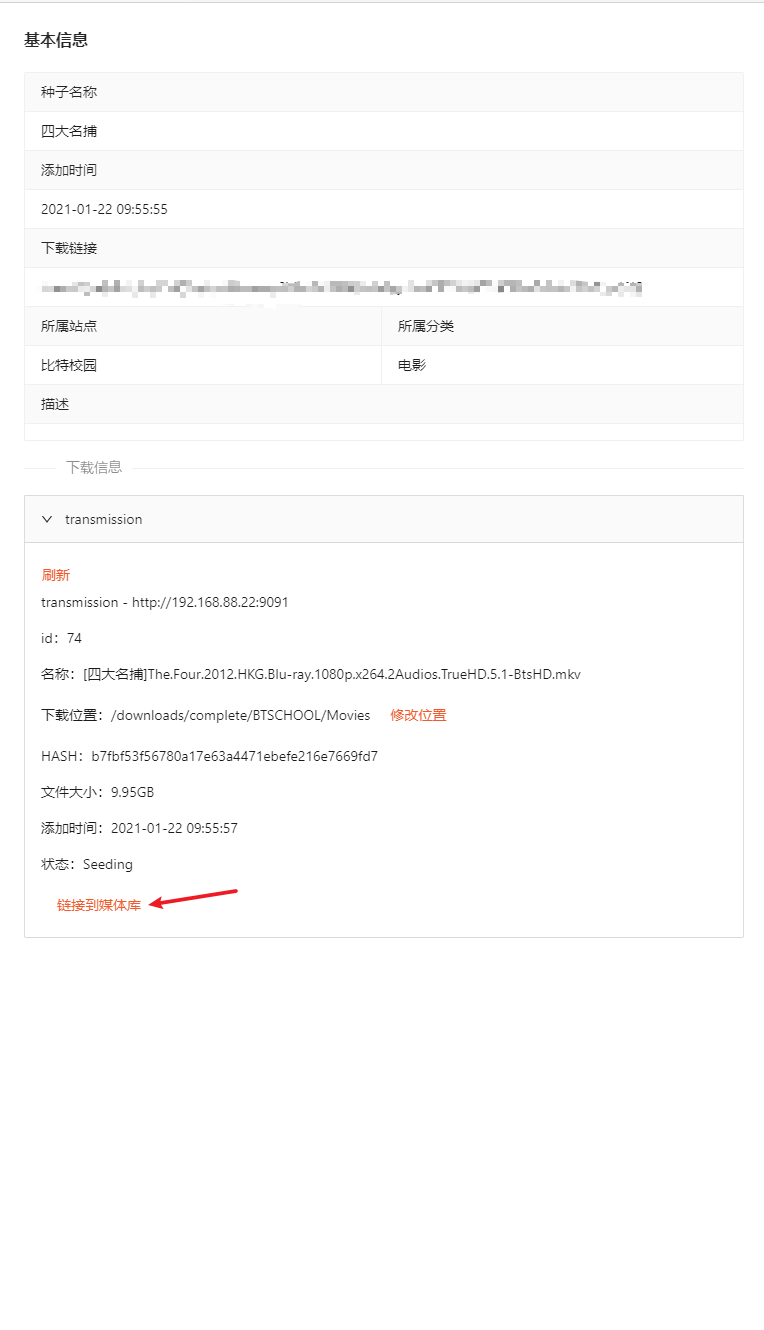 基本信息
种子名称
四大名捕
添加时间
2021-01-22 09:55:55
下载链接
所属站点 所属分类
比特校园 电影
描述
下载信息
transmission
刷新
transmission - http://192.168.88.22:9091
id：74
名称：[四大名捕]The.Four.2012.HKG.Blu-ray.1080p.x264.2Audios.TrueHD.5.1-BtsHD.mkv
下载位置：/downloads/complete/BTSCHOOL/Movies 修改位置
HASH：b7fbf53f56780a17e63a4471ebefe216e7669fd7
文件大小：9.95GB
添加时间：2021-01-22 09:55:57
状态：Seeding
链接到媒体库